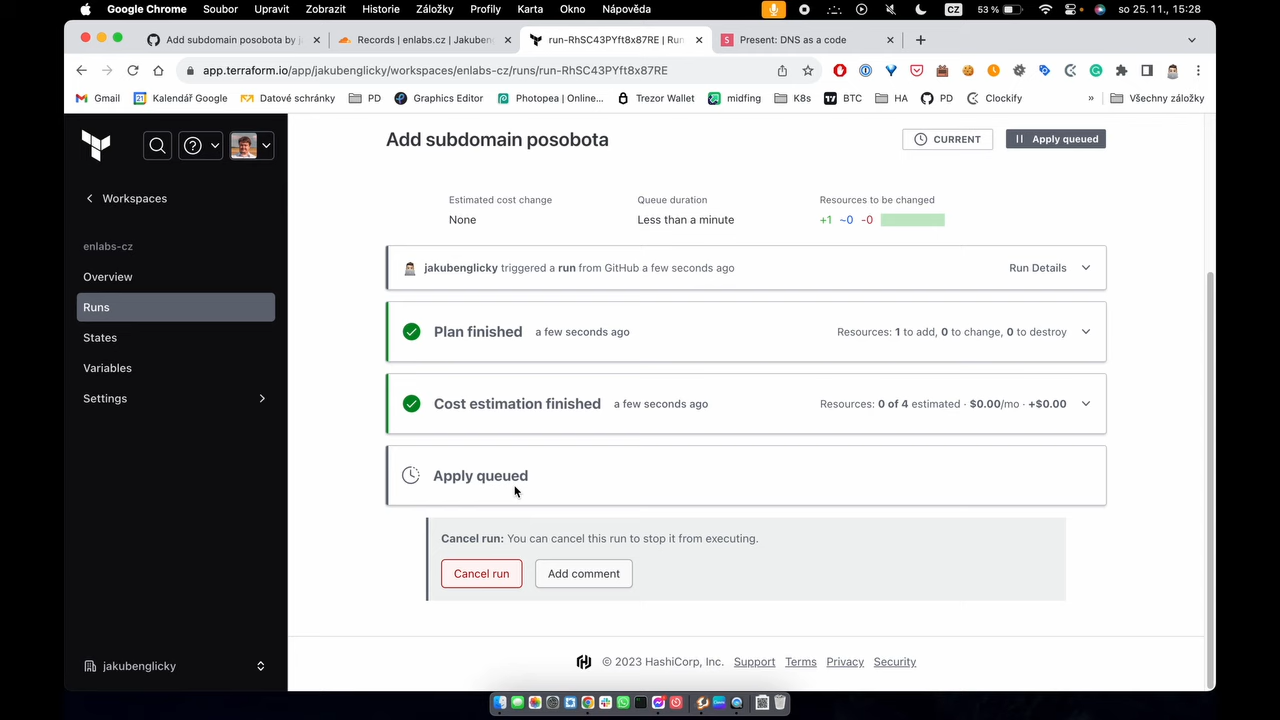 Google Chrome Soubor Upravit Zobrazit Historie Záložky Profily Karta Okno Nápověda CZ 53 % so 25. 11., 15:28
Add subdomain posobota by j Records | enlabs.cz | Jakuben run-RhSC43PYft8x87RE | Run Present: DNS as a code
app.terraform.io/app/jakubenglicky/workspaces/enlabs-cz/runs/run-RhSC43PYft8x87RE
Gmail Kalendář Google Datové schránky PD Graphics Editor Photopea | Online... Trezor Wallet midfing K8s BTC HA PD Clockify » Všechny záložky
Add subdomain posobota CURRENT Apply queued
Workspaces
Estimated cost change Queue duration Resources to be changed
None Less than a minute +1 ~0 -0
enlabs-cz
Overview
jakubenglicky triggered a run from GitHub a few seconds ago Run Details
Runs
Plan finished a few seconds ago Resources: 1 to add, 0 to change, 0 to destroy
States
Variables
Settings
Cost estimation finished a few seconds ago Resources: 0 of 4 estimated · $0.00/mo · +$0.00
Apply queued
Cancel run: You can cancel this run to stop it from executing.
Cancel run Add comment
jakubenglicky
© 2023 HashiCorp, Inc. Support Terms Privacy Security